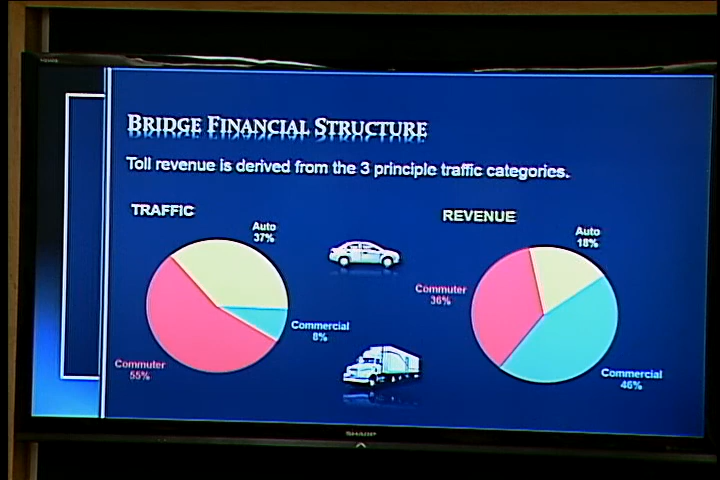 BRIDGE FINANCIAL STRUCTURE
Toll revenue is derived from the 3 principle traffic categories.
TRAFFIC
REVENUE
Auto
37%
Commercial
8%
Commuter
55%
Auto
18%
Commuter
36%
Commercial
46%
SHARP